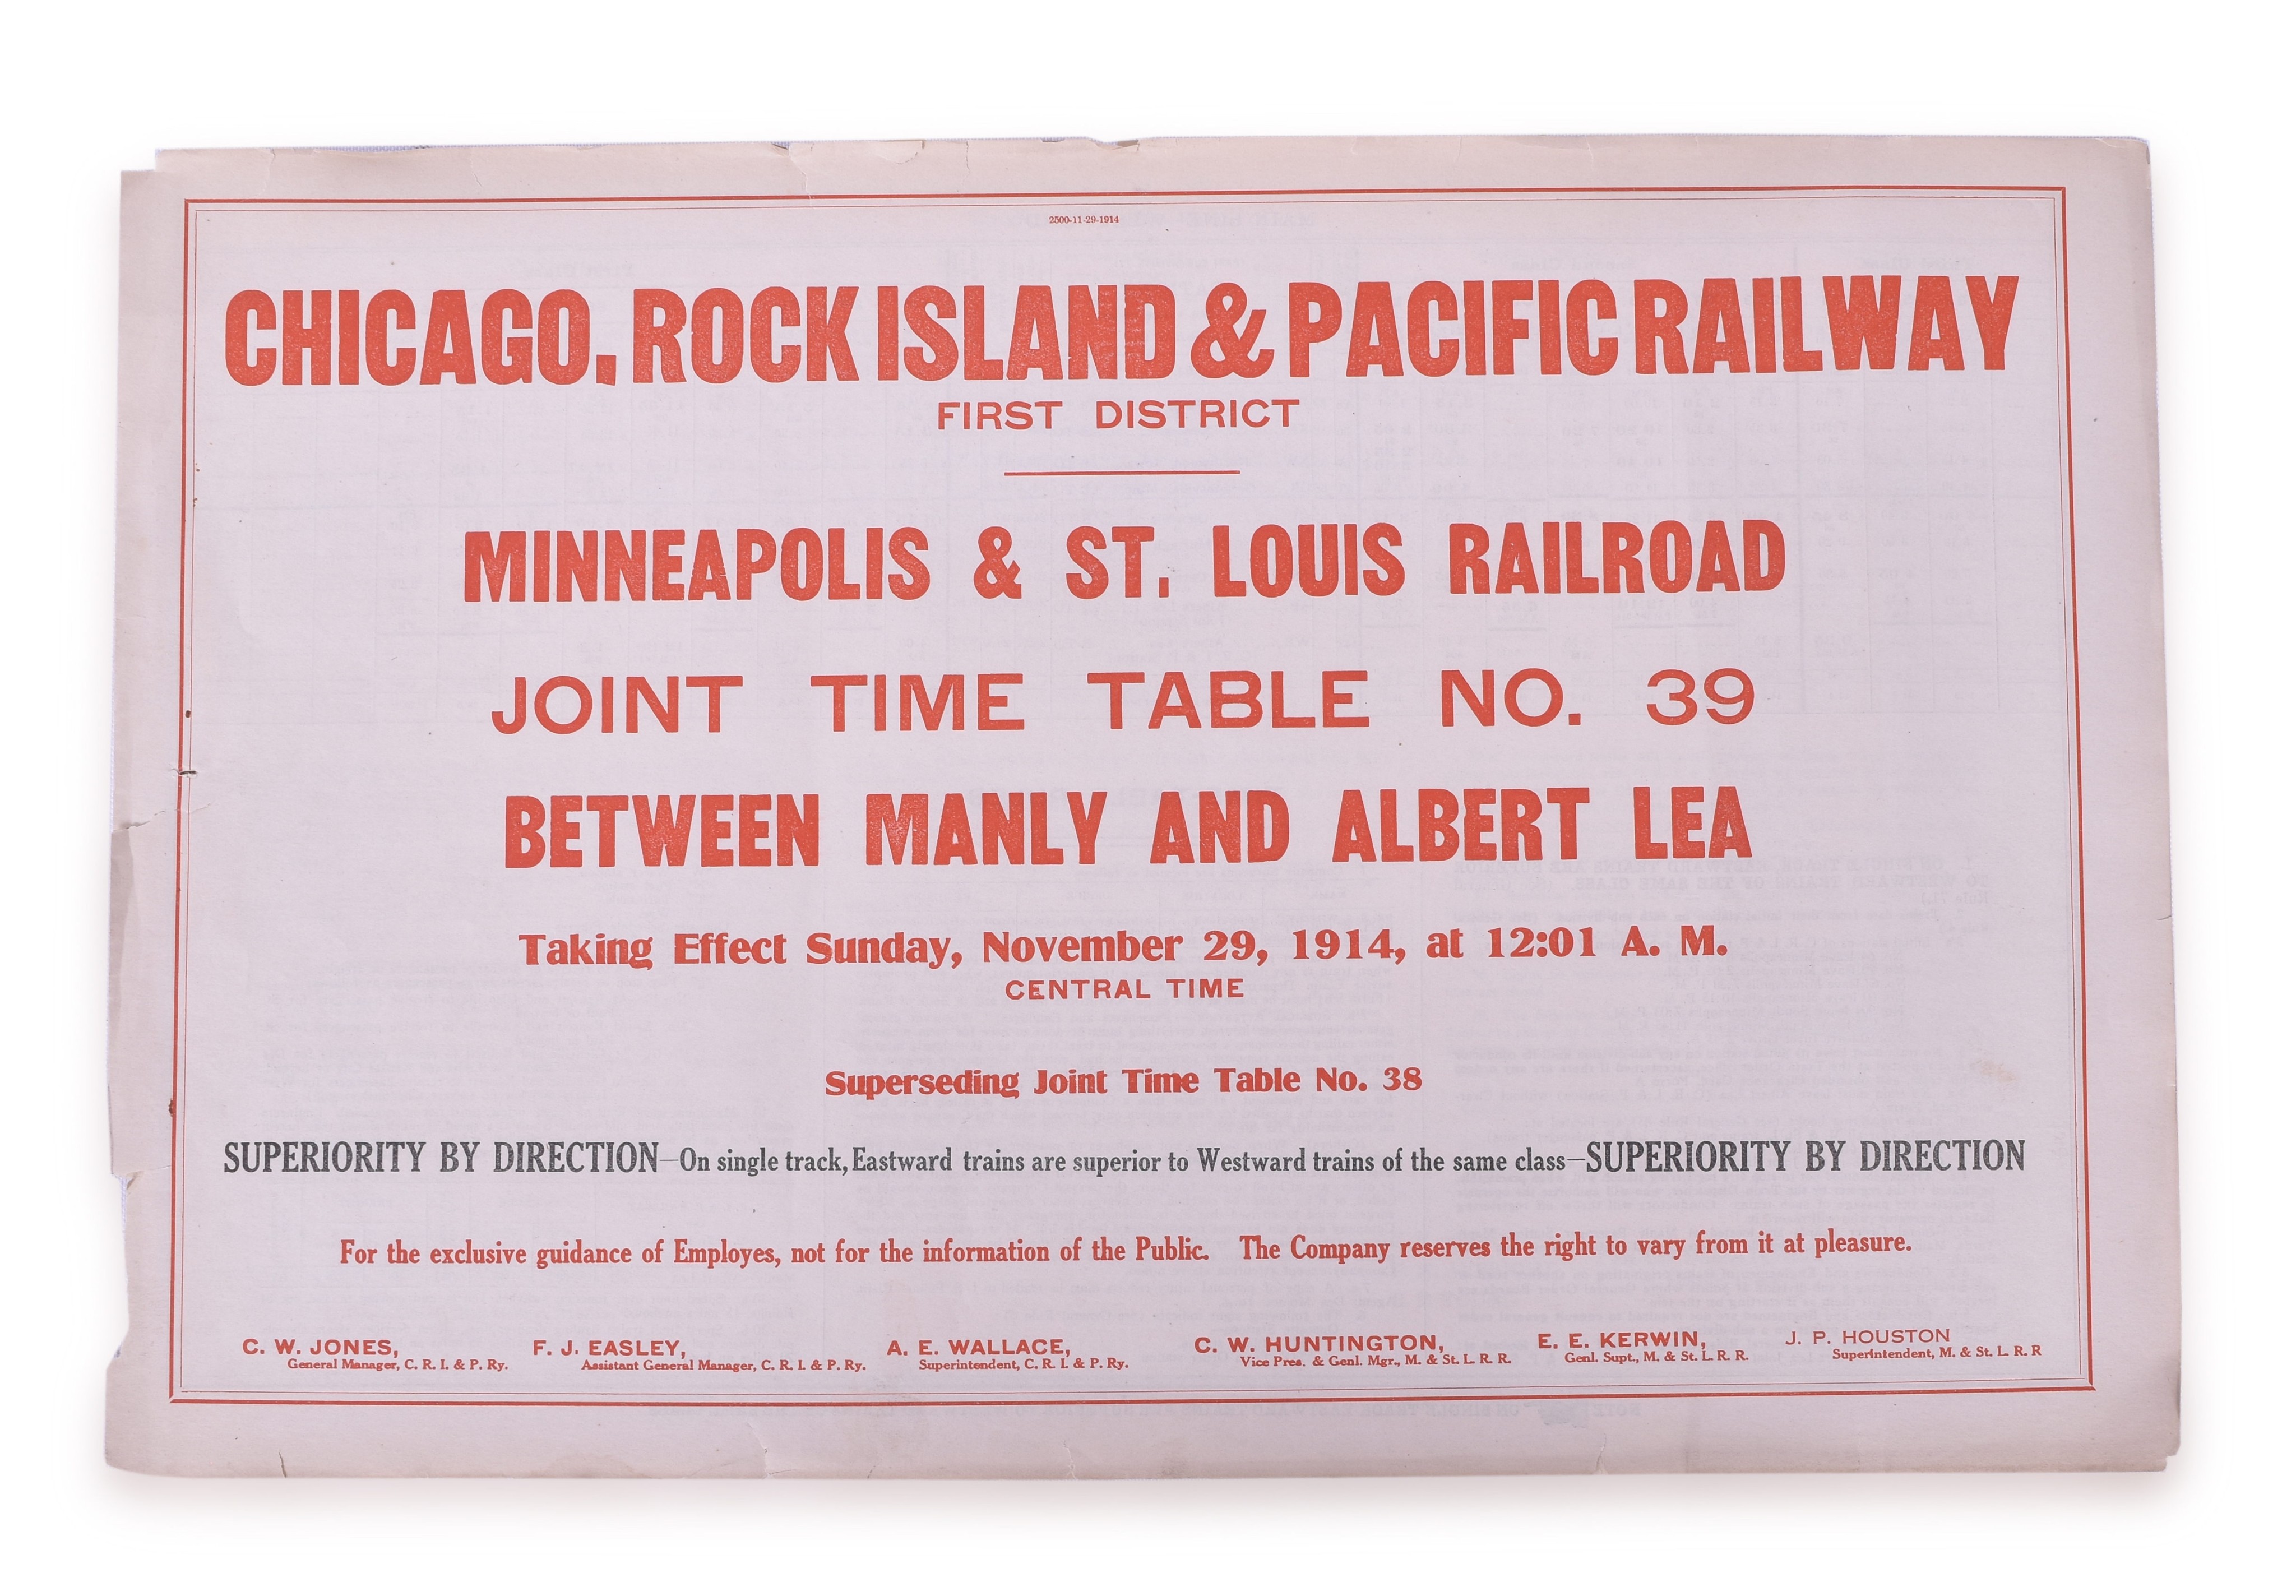 2500-11-29-1914
CHICAGO, ROCK ISLAND & PACIFIC RAILWAY
FIRST DISTRICT
MINNEAPOLIS & ST. LOUIS RAILROAD
JOINT TIME TABLE NO. 39
BETWEEN MANLY AND ALBERT LEA
Taking Effect Sunday, November 29, 1914, at 12:01 A. M.
CENTRAL TIME
Superseding Joint Time Table No. 38
SUPERIORITY BY DIRECTION—On single track, Eastward trains are superior to Westward trains of the same class—SUPERIORITY BY DIRECTION
For the exclusive guidance of Employes, not for the information of the Public. The Company reserves the right to vary from it at pleasure.
C. W. JONES,
General Manager, C. R. I. & P. Ry.
F. J. EASLEY,
Assistant General Manager, C. R. I. & P. Ry.
A. E. WALLACE,
Superintendent, C. R. I. & P. Ry.
C. W. HUNTINGTON,
Vice Pres. & Genl. Mgr., M. & St. L. R. R.
E. E. KERWIN,
Genl. Supt., M. & St. L. R. R.
J. P. HOUSTON
Superintendent, M. & St. L. R. R